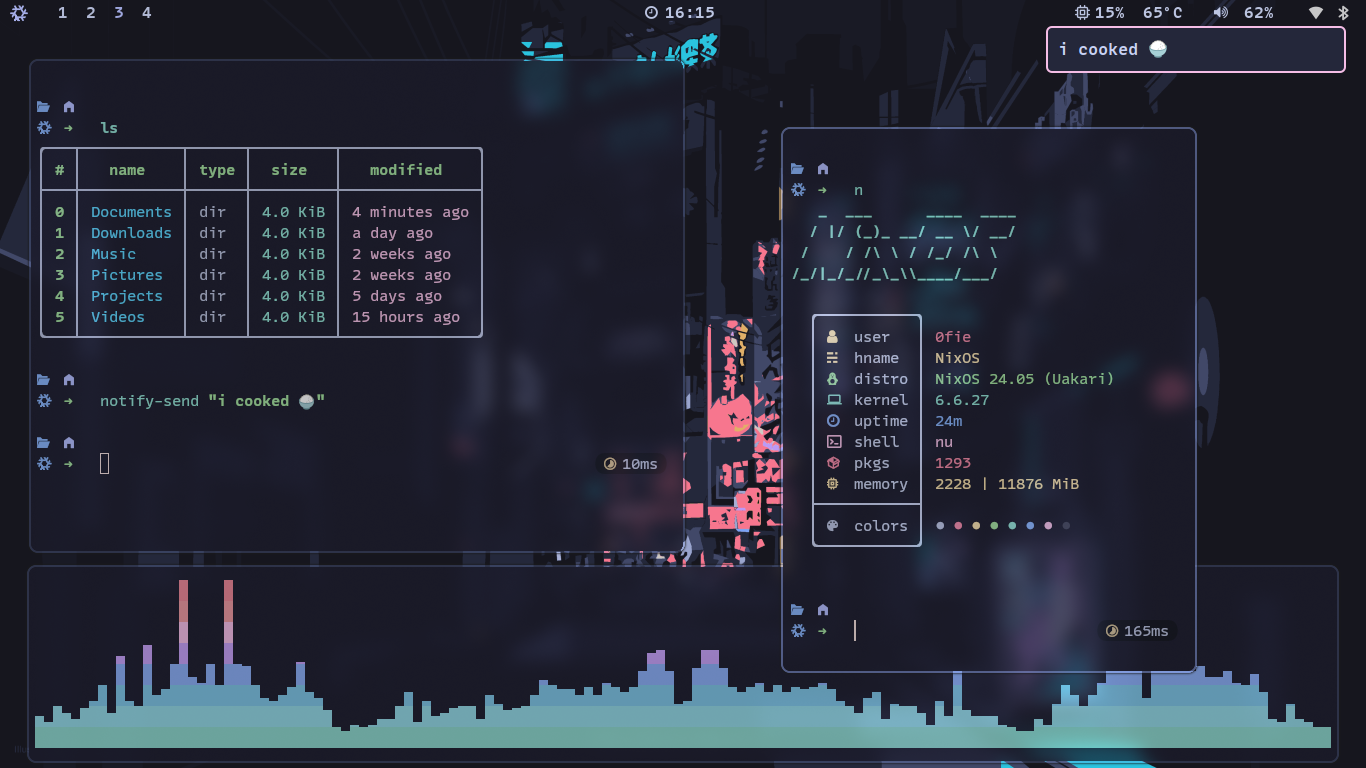 1 2 3 4
16:15
15% 65°C 62%
i cooked 🍚
ls
# name type size modified
0 Documents dir 4.0 KiB 4 minutes ago
1 Downloads dir 4.0 KiB a day ago
2 Music dir 4.0 KiB 2 weeks ago
3 Pictures dir 4.0 KiB 2 weeks ago
4 Projects dir 4.0 KiB 5 days ago
5 Videos dir 4.0 KiB 15 hours ago
notify-send "i cooked 🍚"
10ms
n
user 0fie
hname NixOS
distro NixOS 24.05 (Uakari)
kernel 6.6.27
uptime 24m
shell nu
pkgs 1293
memory 2228 | 11876 MiB
colors
165ms